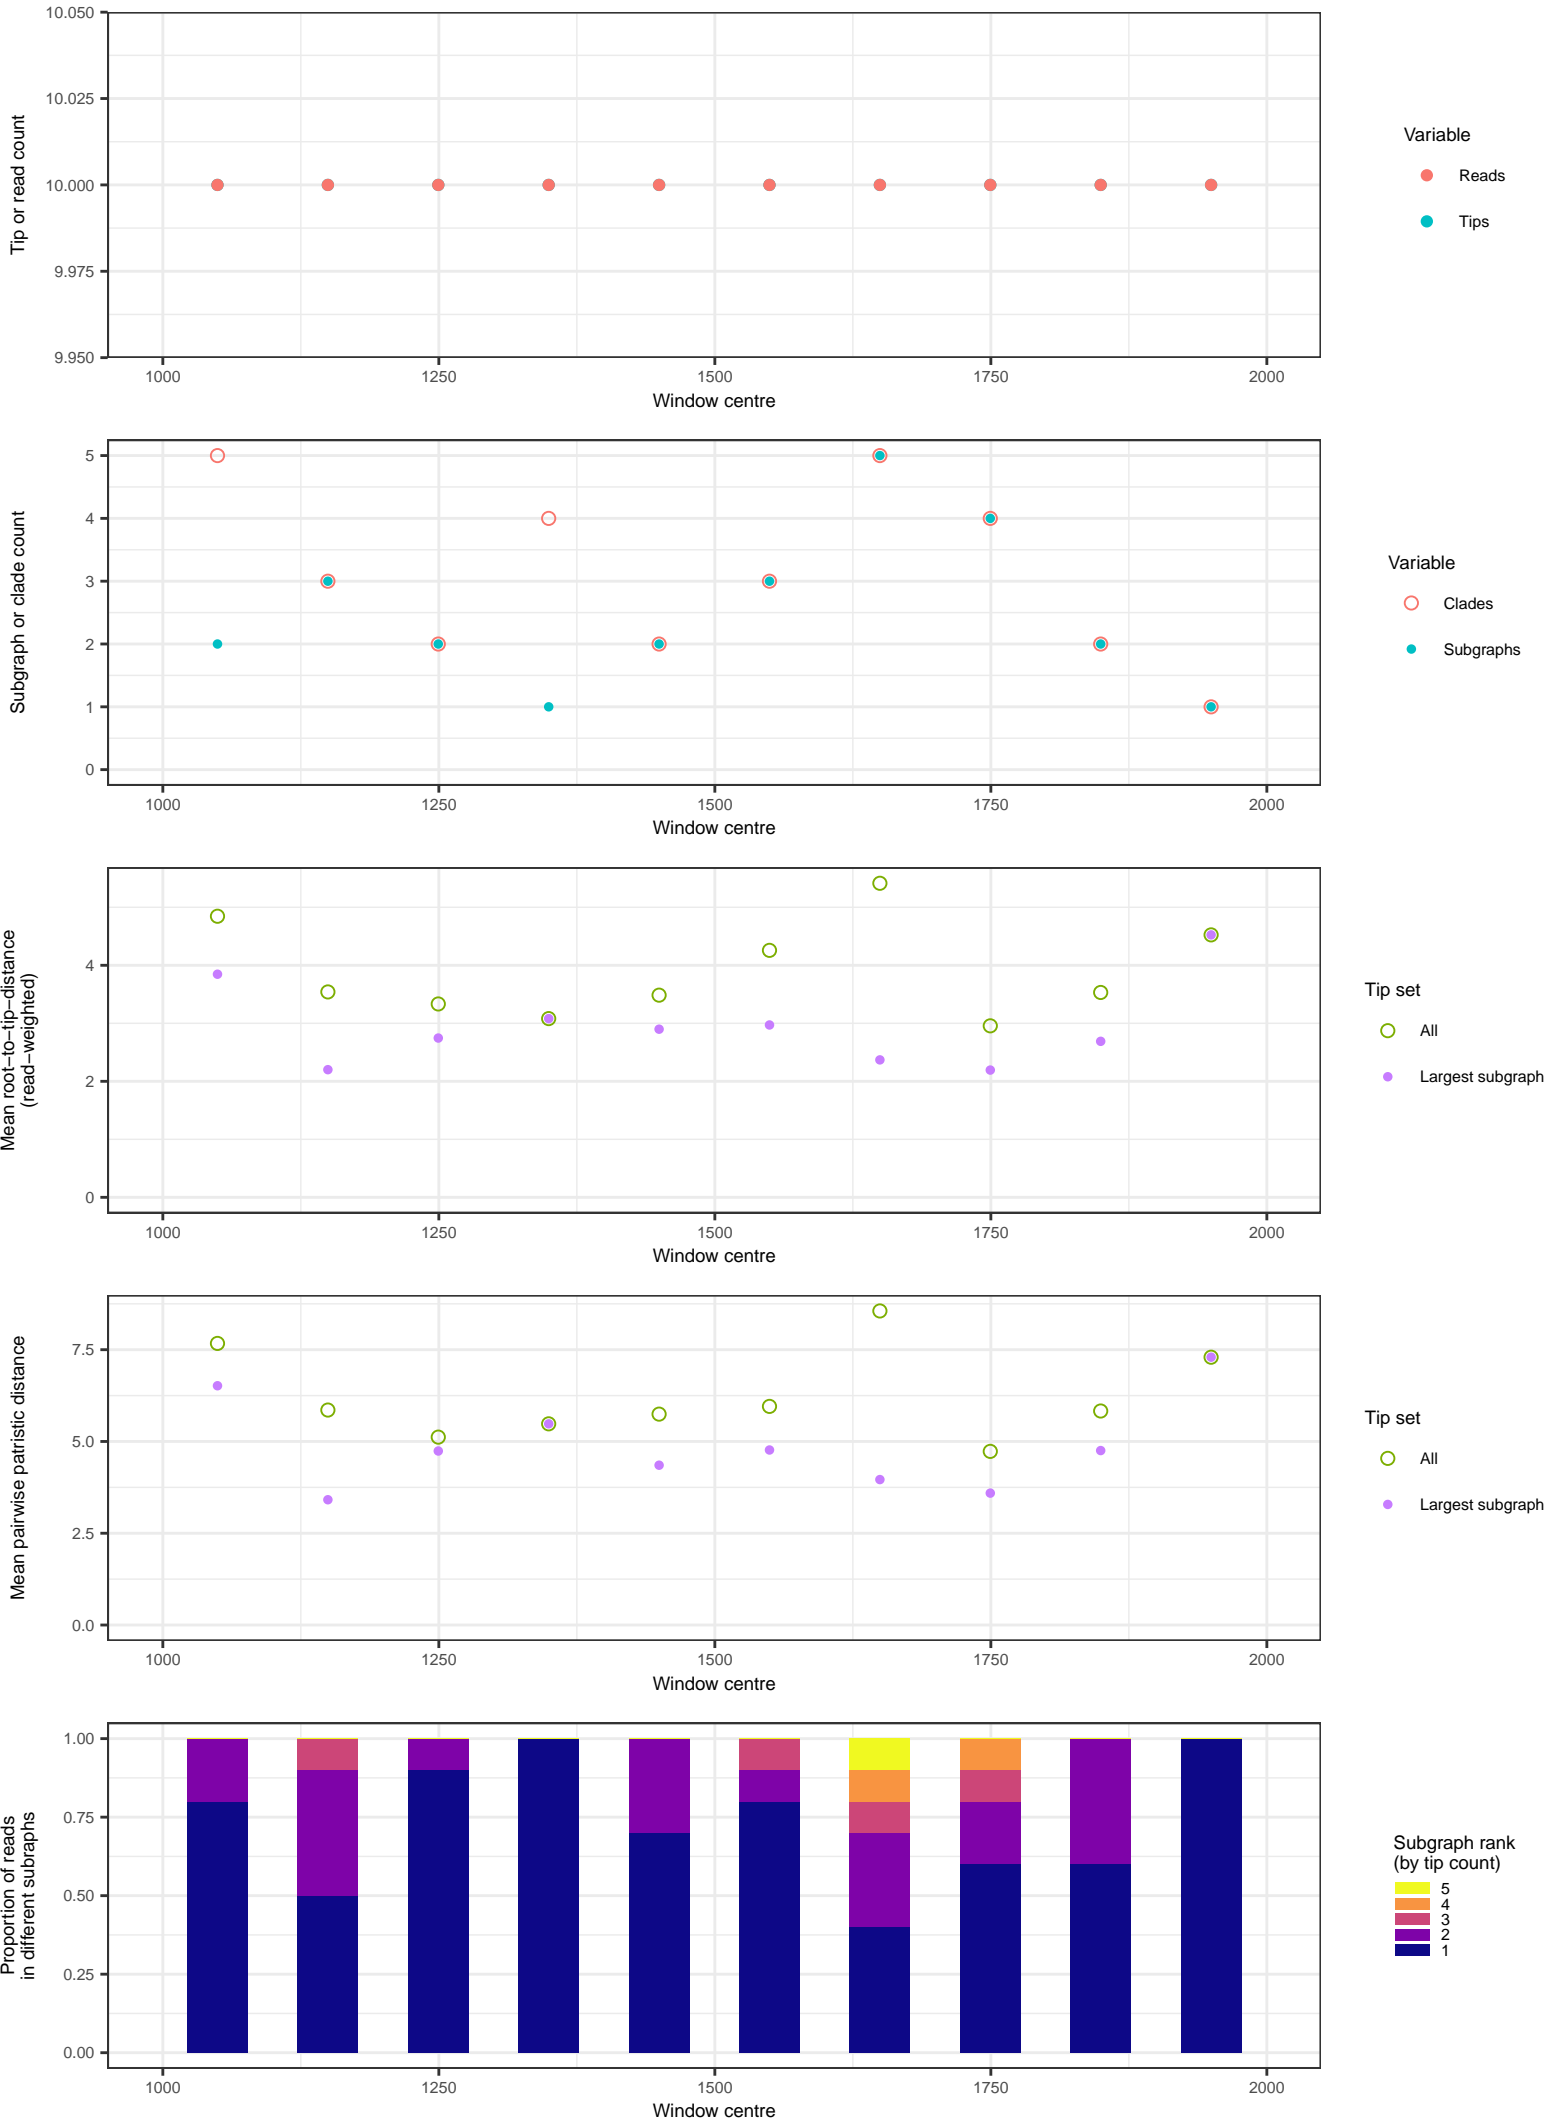 10.050
10.025
10.000
9.975
9.950
Tip or read count
1000 1250 1500 1750 2000
Window centre
Variable
Reads
Tips
5
4
3
2
1
0
Subgraph or clade count
1000 1250 1500 1750 2000
Window centre
Variable
Clades
Subgraphs
4
2
0
Mean root−to−tip−distance
(read−weighted)
1000 1250 1500 1750 2000
Window centre
Tip set
All
Largest subgraph
7.5
5.0
2.5
0.0
Mean pairwise patristic distance
1000 1250 1500 1750 2000
Window centre
Tip set
All
Largest subgraph
1.00
0.75
0.50
0.25
0.00
Proportion of reads
in different subraphs
1000 1250 1500 1750 2000
Window centre
Subgraph rank
(by tip count)
5
4
3
2
1